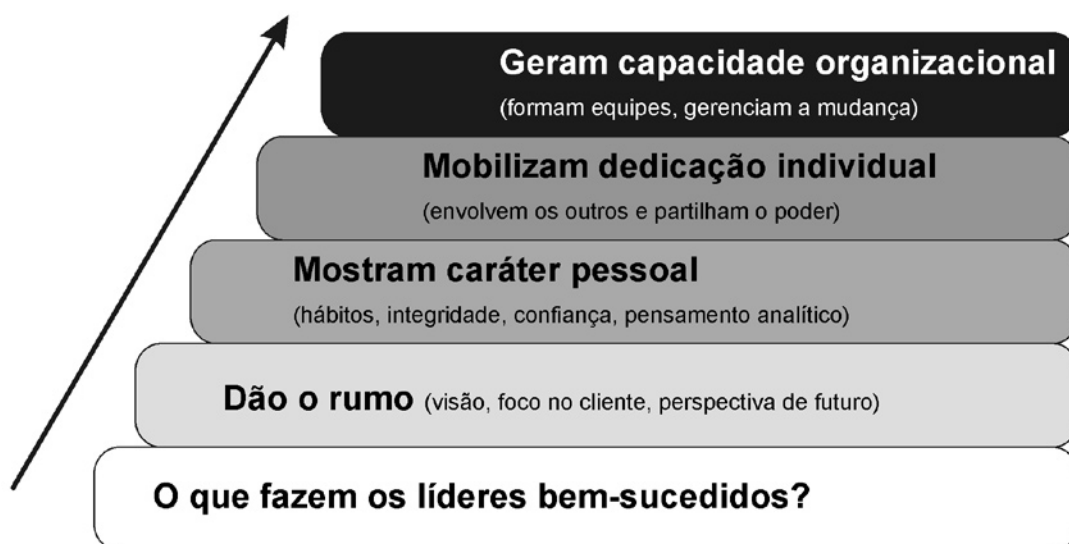 Geram capacidade organizacional
(formam equipes, gerenciam a mudança)
Mobilizam dedicação individual
(envolvem os outros e partilham o poder)
Mostram caráter pessoal
(hábitos, integridade, confiança, pensamento analítico)
Dão o rumo (visão, foco no cliente, perspectiva de futuro)
O que fazem os líderes bem-sucedidos?